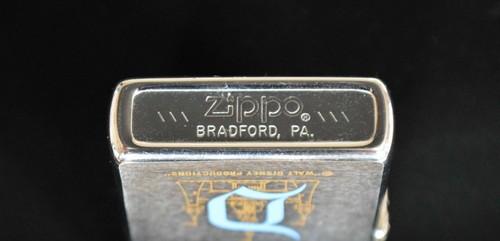 \\\ Zippo® \\\
BRADFORD, PA.
©"WALT DISNEY PRODUCTIONS"
D